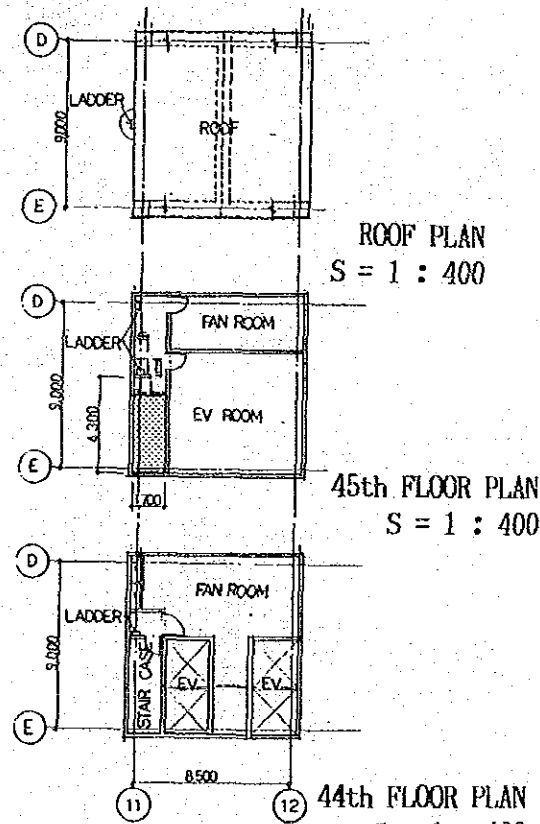 D
LADDER
ROOF
9,000
E
ROOF PLAN
S = 1 : 400
D
FAN ROOM
LADDER
9,000
4,300
EV ROOM
E
1,700
45th FLOOR PLAN
S = 1 : 400
D
FAN ROOM
LADDER
9,000
STAIR CASE
EV
EV
E
8,500
11
12
44th FLOOR PLAN